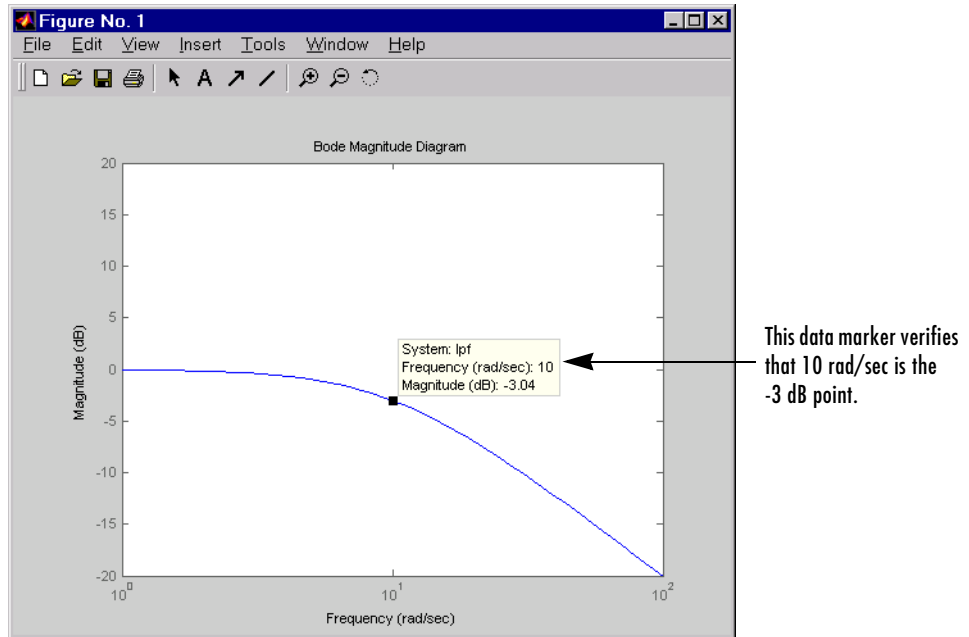 Figure No. 1
File Edit View Insert Tools Window Help
A
Bode Magnitude Diagram
20
15
10
5
0
-5
-10
-15
-20
Magnitude (dB)
System: lpf
Frequency (rad/sec): 10
Magnitude (dB): -3.04
10^0
10^1
10^2
Frequency (rad/sec)
This data marker verifies
that 10 rad/sec is the
-3 dB point.